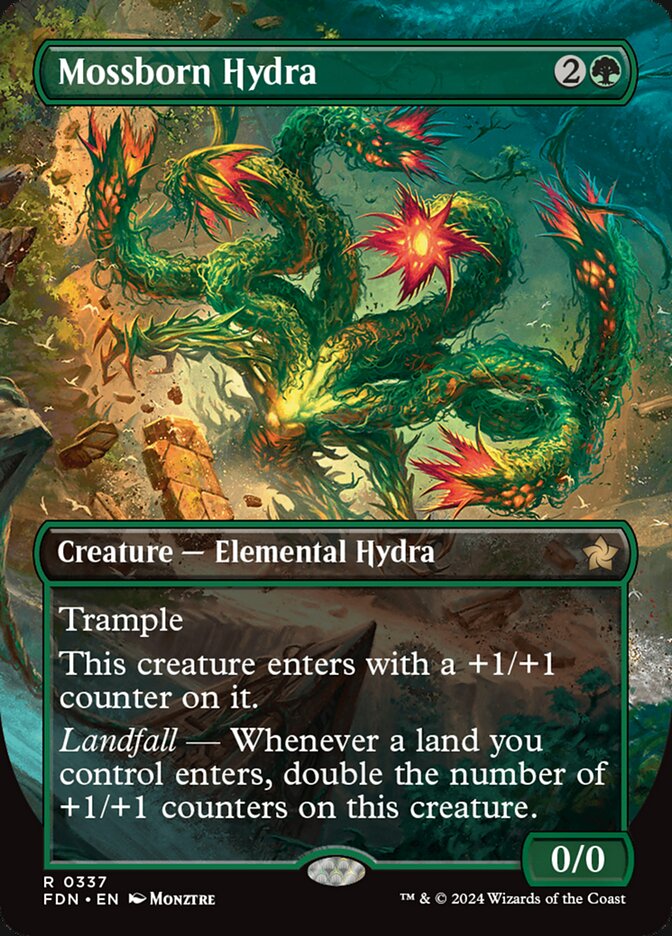 Mossborn Hydra 2
Creature — Elemental Hydra
Trample
This creature enters with a +1/+1
counter on it.
Landfall — Whenever a land you
control enters, double the number of
+1/+1 counters on this creature.
0/0
R 0337
FDN • EN Monztre
™ & © 2024 Wizards of the Coast